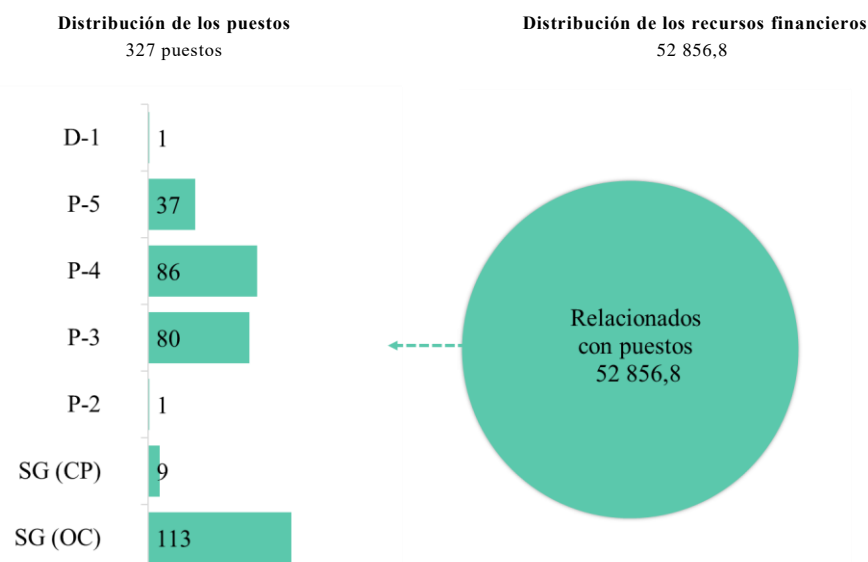 Distribución de los puestos
327 puestos
Distribución de los recursos financieros
52 856,8
D-1
1
P-5
37
P-4
86
P-3
80
P-2
1
SG (CP)
9
SG (OC)
113
Relacionados
con puestos
52 856,8